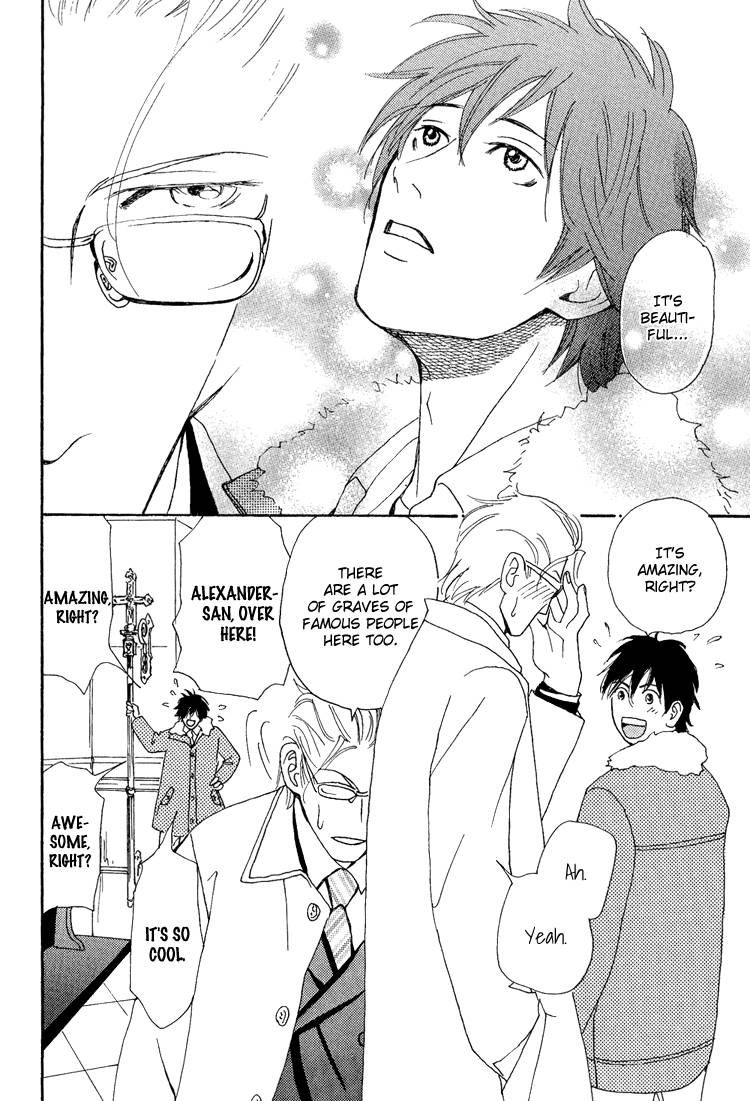 IT'S
BEAUTI-
FUL...
IT'S
AMAZING,
RIGHT?
Ah.
Yeah.
THERE
ARE A LOT
OF GRAVES OF
FAMOUS PEOPLE
HERE TOO.
ALEXANDER-
SAN, OVER
HERE!
AMAZING,
RIGHT?
AWE-
SOME,
RIGHT?
IT'S SO
COOL.